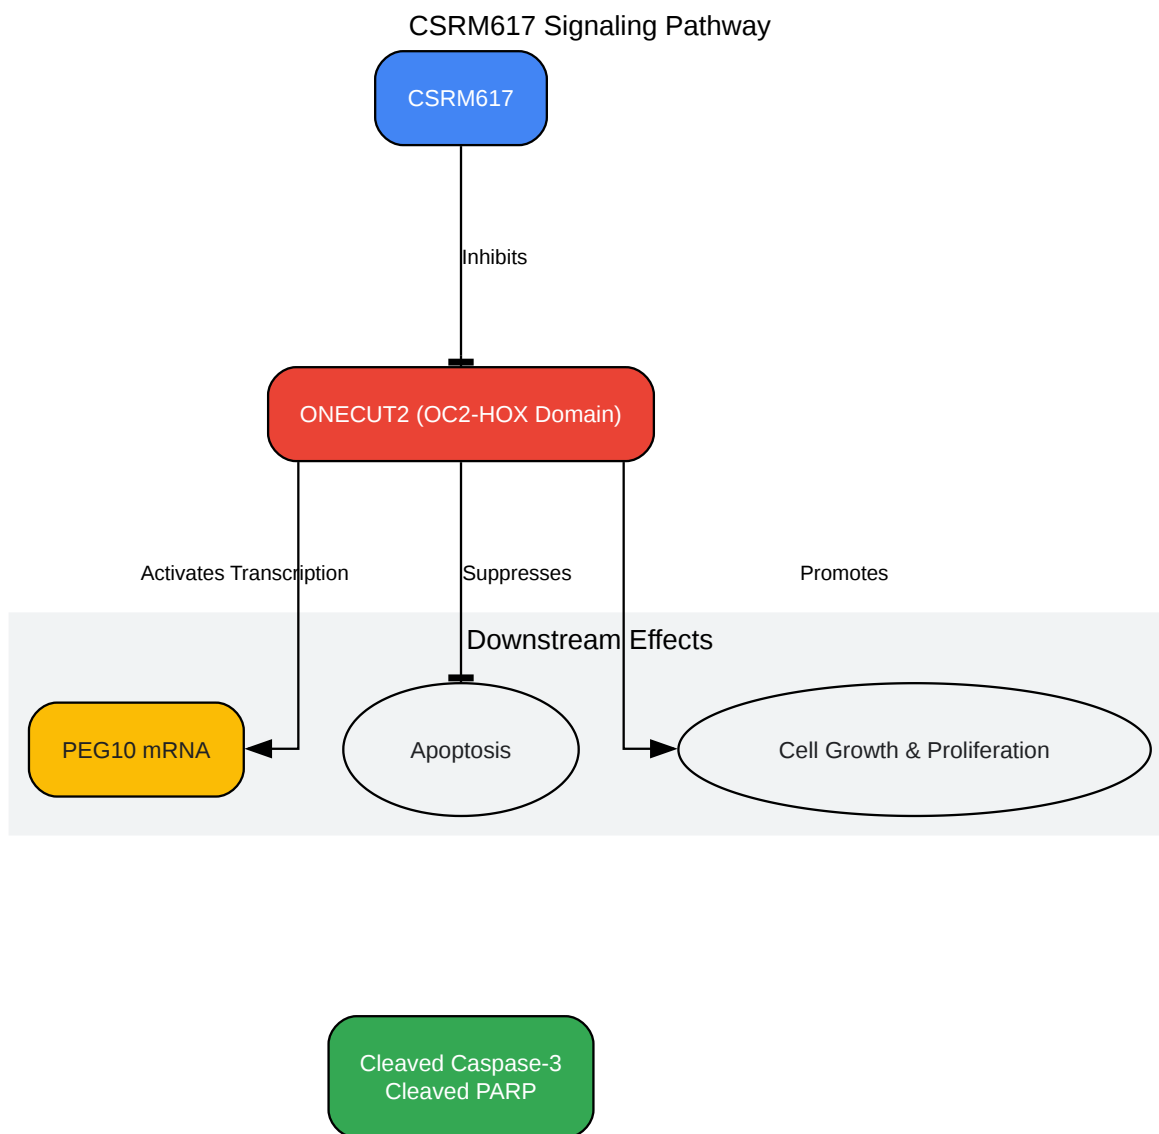 CSRM617 Signaling Pathway
CSRM617
Inhibits
ONECUT2 (OC2-HOX Domain)
Activates Transcription
Suppresses
Promotes
Downstream Effects
PEG10 mRNA
Apoptosis
Cell Growth & Proliferation
Cleaved Caspase-3
Cleaved PARP